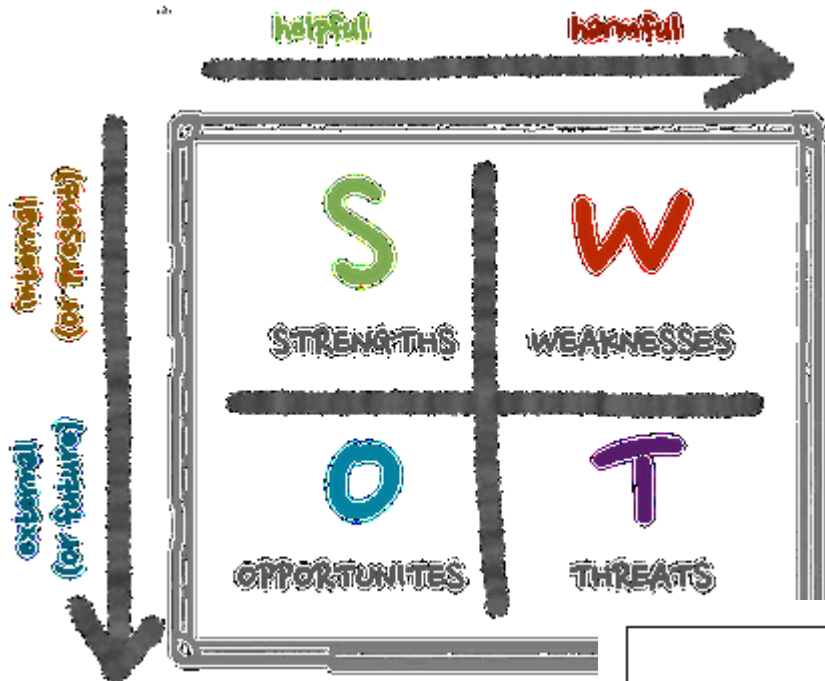 helpful harmful
internal
(or present)
S W
STRENGTHS WEAKNESSES
external
(or future)
O T
OPPORTUNITES THREATS